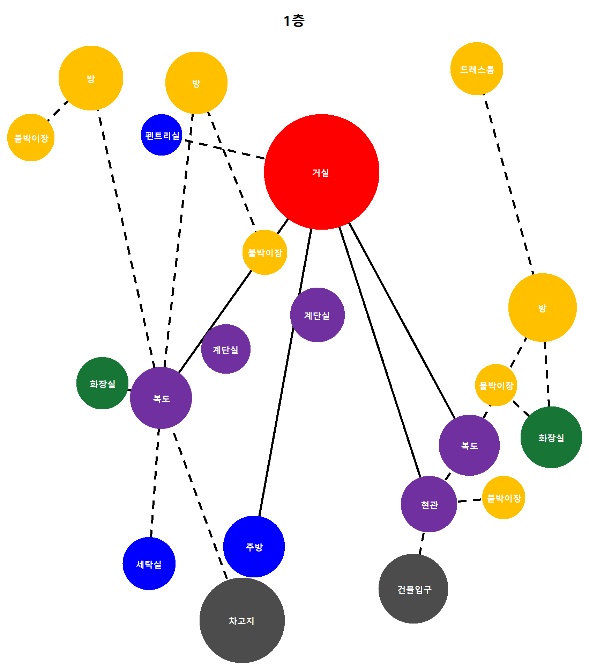 1층
드레스룸
방
방
붙박이장
펜트리실
거실
붙박이장
방
계단실
계단실
화장실
붙박이장
복도
복도
화장실
현관
붙박이장
주방
세탁실
건물입구
차고지